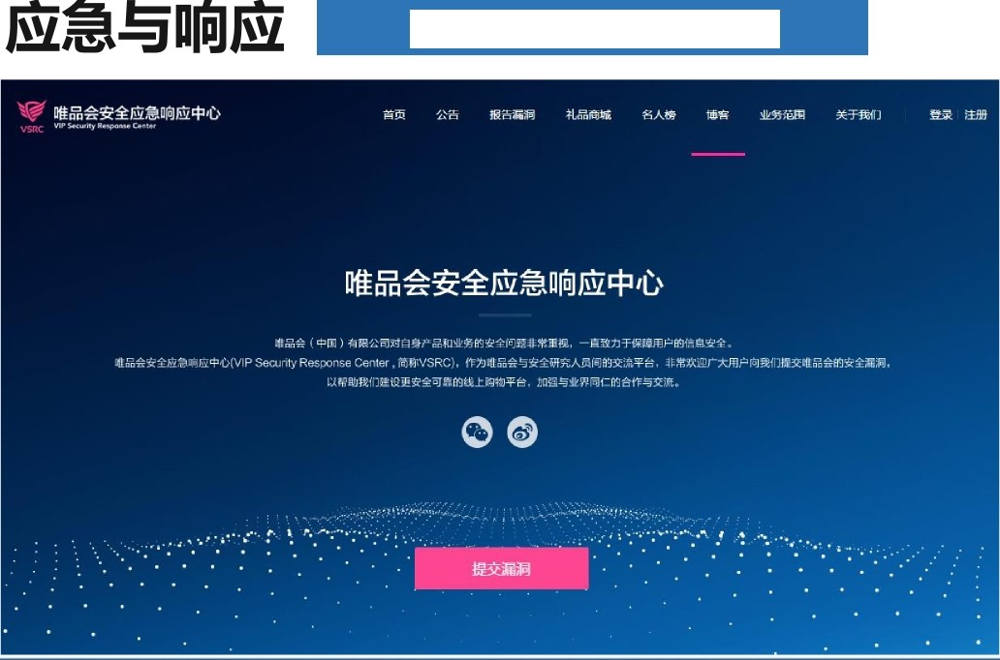 应急与响应
唯品会安全应急响应中心
VIP Security Response Center
VSRC
首页 公告 报告漏洞 礼品商城 名人榜 博客 业务范围 关于我们 登录 注册
唯品会安全应急响应中心
唯品会（中国）有限公司对自身产品和业务的安全问题非常重视，一直致力于保障用户的信息安全。
唯品会安全应急响应中心(VIP Security Response Center , 简称VSRC)，作为唯品会与安全研究人员间的交流平台，非常欢迎广大用户向我们提交唯品会的安全漏洞，
以帮助我们建设更安全可靠的线上购物平台，加强与业界同仁的合作与交流。
提交漏洞